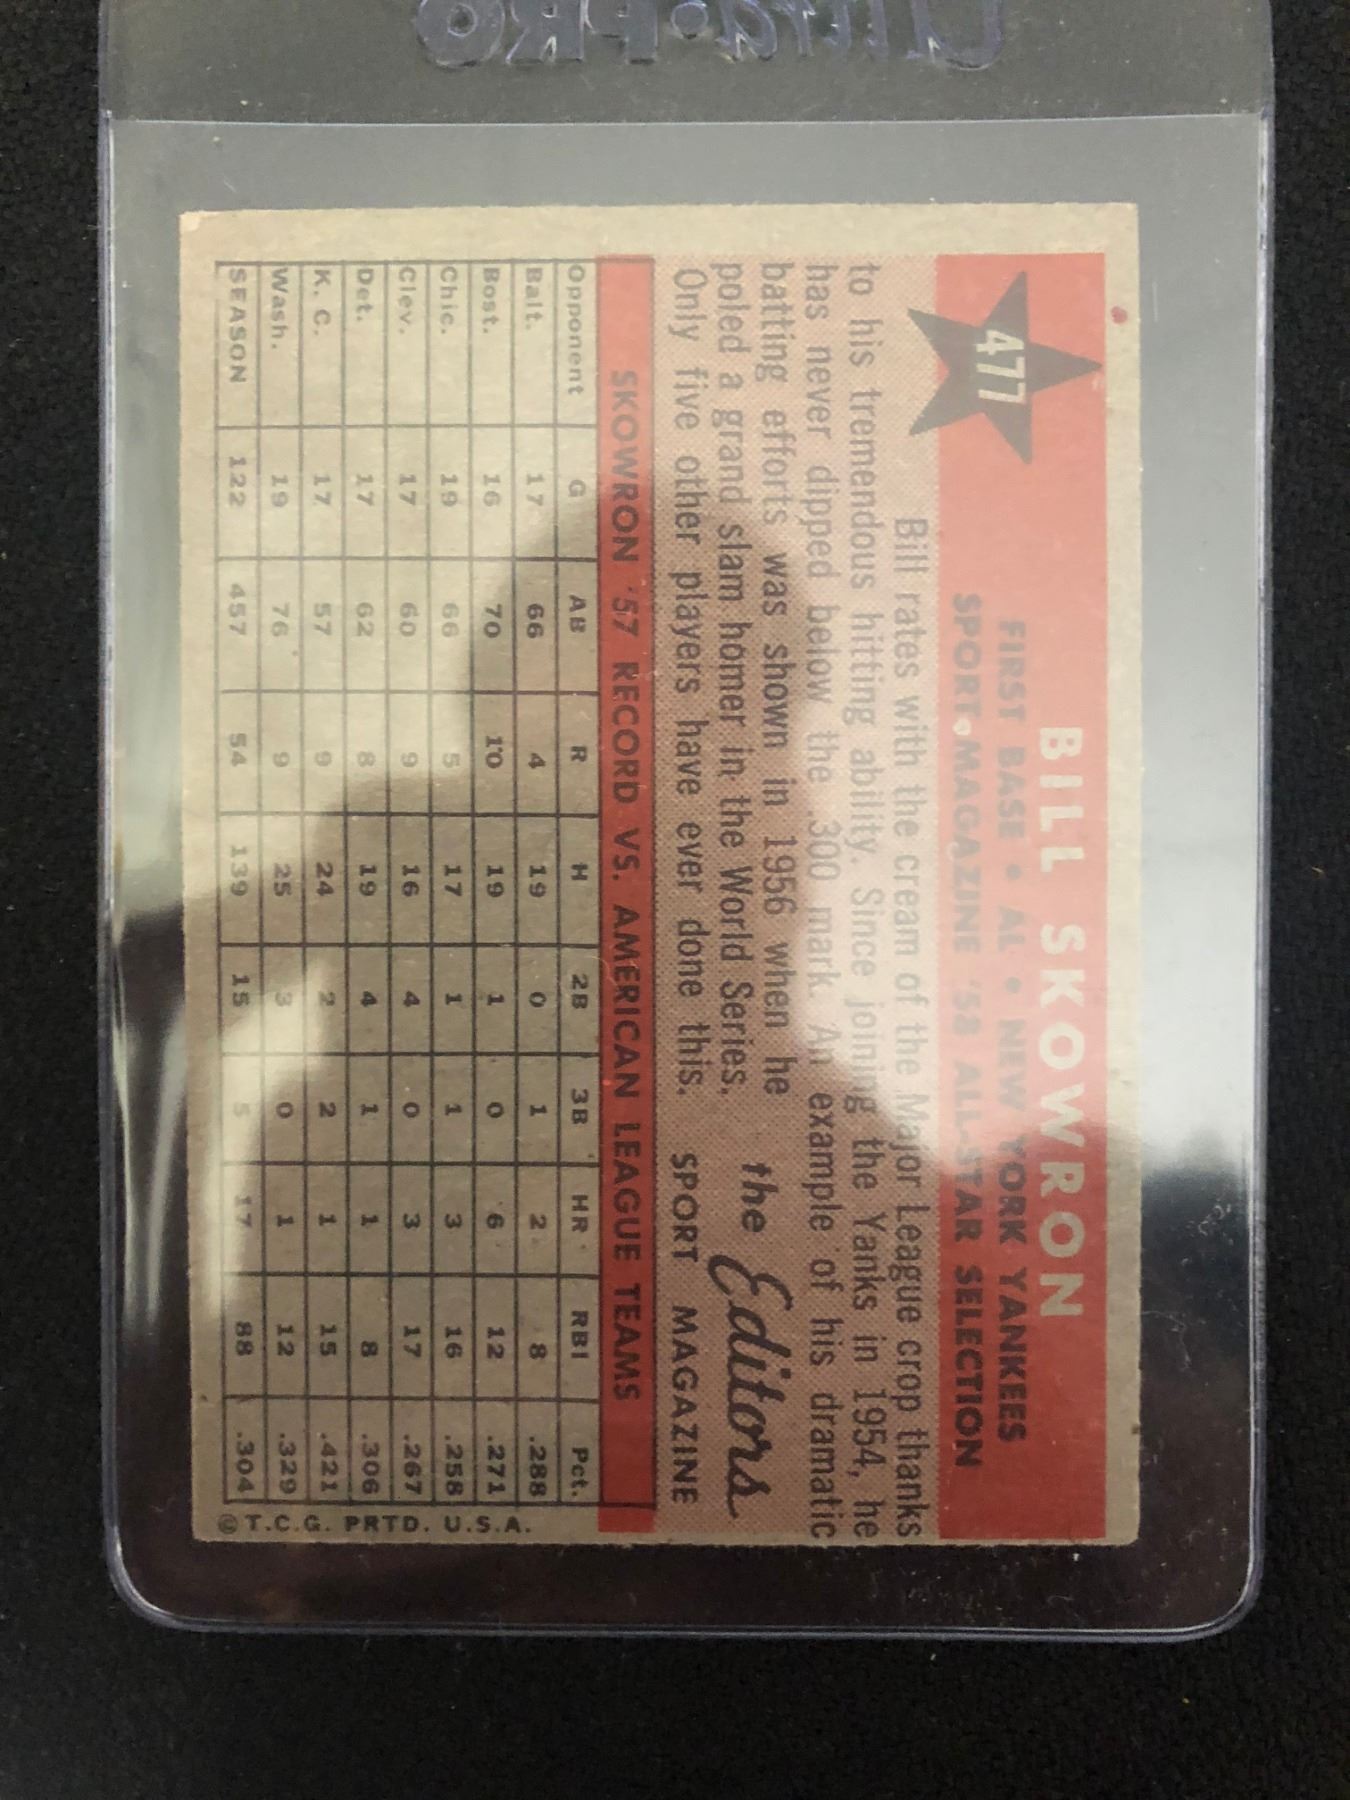 Ultra•PRO
477
BILL SKOWRON
FIRST BASE • AL • NEW YORK YANKEES
SPORT MAGAZINE '58 ALL-STAR SELECTION
Bill rates with the cream of the Major League crop thanks
to his tremendous hitting ability. Since joining the Yanks in 1954, he
has never dipped below the .300 mark. An example of his dramatic
batting efforts was shown in 1956 when he
poled a grand slam homer in the World Series.
Only five other players have ever done this.
the Editors
SPORT MAGAZINE
SKOWRON '57 RECORD VS. AMERICAN LEAGUE TEAMS
Opponent G AB R H 2B 3B HR RBI Pct.
Balt. 17 66 4 19 0 1 2 8 .288
Bost. 16 70 10 19 1 0 6 12 .271
Chic. 19 66 5 17 1 1 3 16 .258
Clev. 17 60 9 16 4 0 3 17 .267
Det. 17 62 8 19 4 1 1 8 .306
K. C. 17 57 9 24 2 2 1 15 .421
Wash. 19 76 9 25 3 0 1 12 .329
SEASON 122 457 54 139 15 5 17 88 .304
© T.C.G. PRTD. U.S.A.